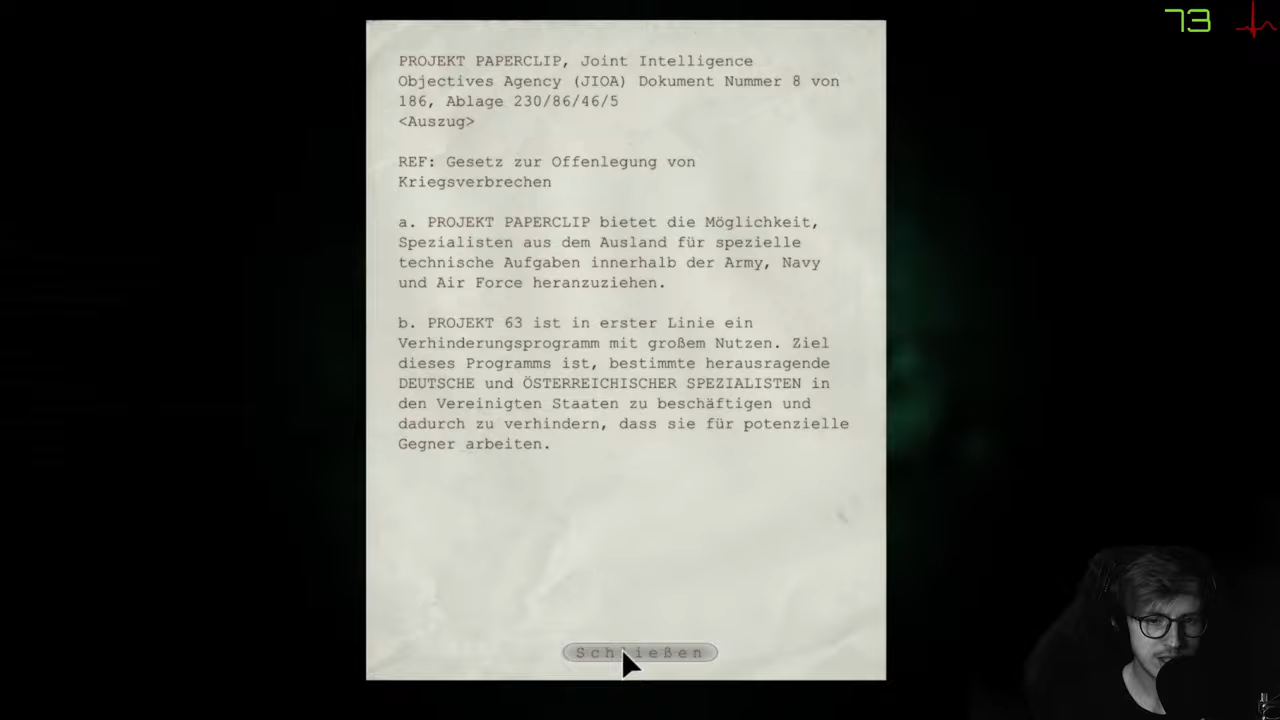 73
PROJEKT PAPERCLIP, Joint Intelligence
Objectives Agency (JIOA) Dokument Nummer 8 von
186, Ablage 230/86/46/5
<Auszug>
REF: Gesetz zur Offenlegung von
Kriegsverbrechen
a. PROJEKT PAPERCLIP bietet die Möglichkeit,
Spezialisten aus dem Ausland für spezielle
technische Aufgaben innerhalb der Army, Navy
und Air Force heranzuziehen.
b. PROJEKT 63 ist in erster Linie ein
Verhinderungsprogramm mit großem Nutzen. Ziel
dieses Programms ist, bestimmte herausragende
DEUTSCHE und ÖSTERREICHISCHER SPEZIALISTEN in
den Vereinigten Staaten zu beschäftigen und
dadurch zu verhindern, dass sie für potenzielle
Gegner arbeiten.
Schließen